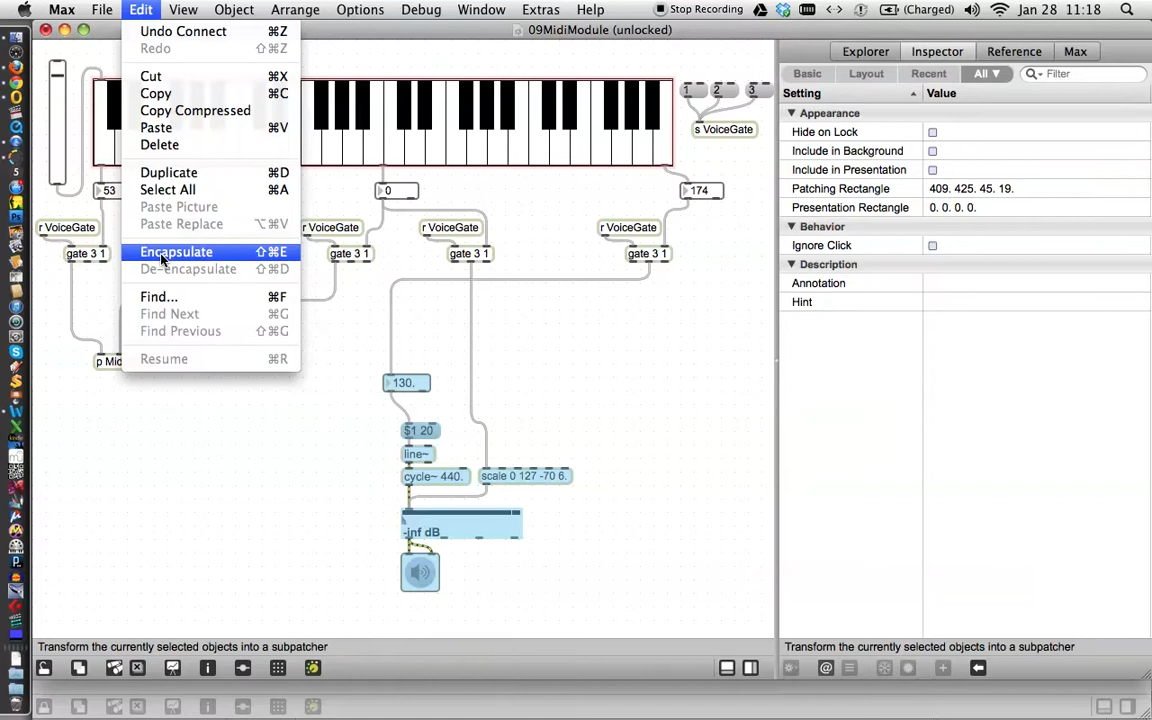 Max File Edit View Object Arrange Options Debug Window Extras Help Stop Recording (Charged) Jan 28 11:18
09MidiModule (unlocked)
Undo Connect ⌘Z
Redo ⇧⌘Z
Cut ⌘X
Copy ⌘C
Copy Compressed
Paste ⌘V
Delete
Duplicate ⌘D
Select All ⌘A
Paste Picture
Paste Replace ⌥⌘V
Encapsulate ⇧⌘E
De-encapsulate ⇧⌘D
Find... ⌘F
Find Next ⌘G
Find Previous ⇧⌘G
Resume ⌘R
1 2 3
s VoiceGate
53 0 174
r VoiceGate r VoiceGate r VoiceGate r VoiceGate
gate 3 1 gate 3 1 gate 3 1 gate 3 1
p Mid
130.
$1 20
line~
cycle~ 440. scale 0 127 -70 6.
-inf dB
Explorer Inspector Reference Max
Basic Layout Recent All Filter
Setting Value
Appearance
Hide on Lock
Include in Background
Include in Presentation
Patching Rectangle 409. 425. 45. 19.
Presentation Rectangle 0. 0. 0. 0.
Behavior
Ignore Click
Description
Annotation
Hint
Transform the currently selected objects into a subpatcher
Transform the currently selected objects into a subpatcher